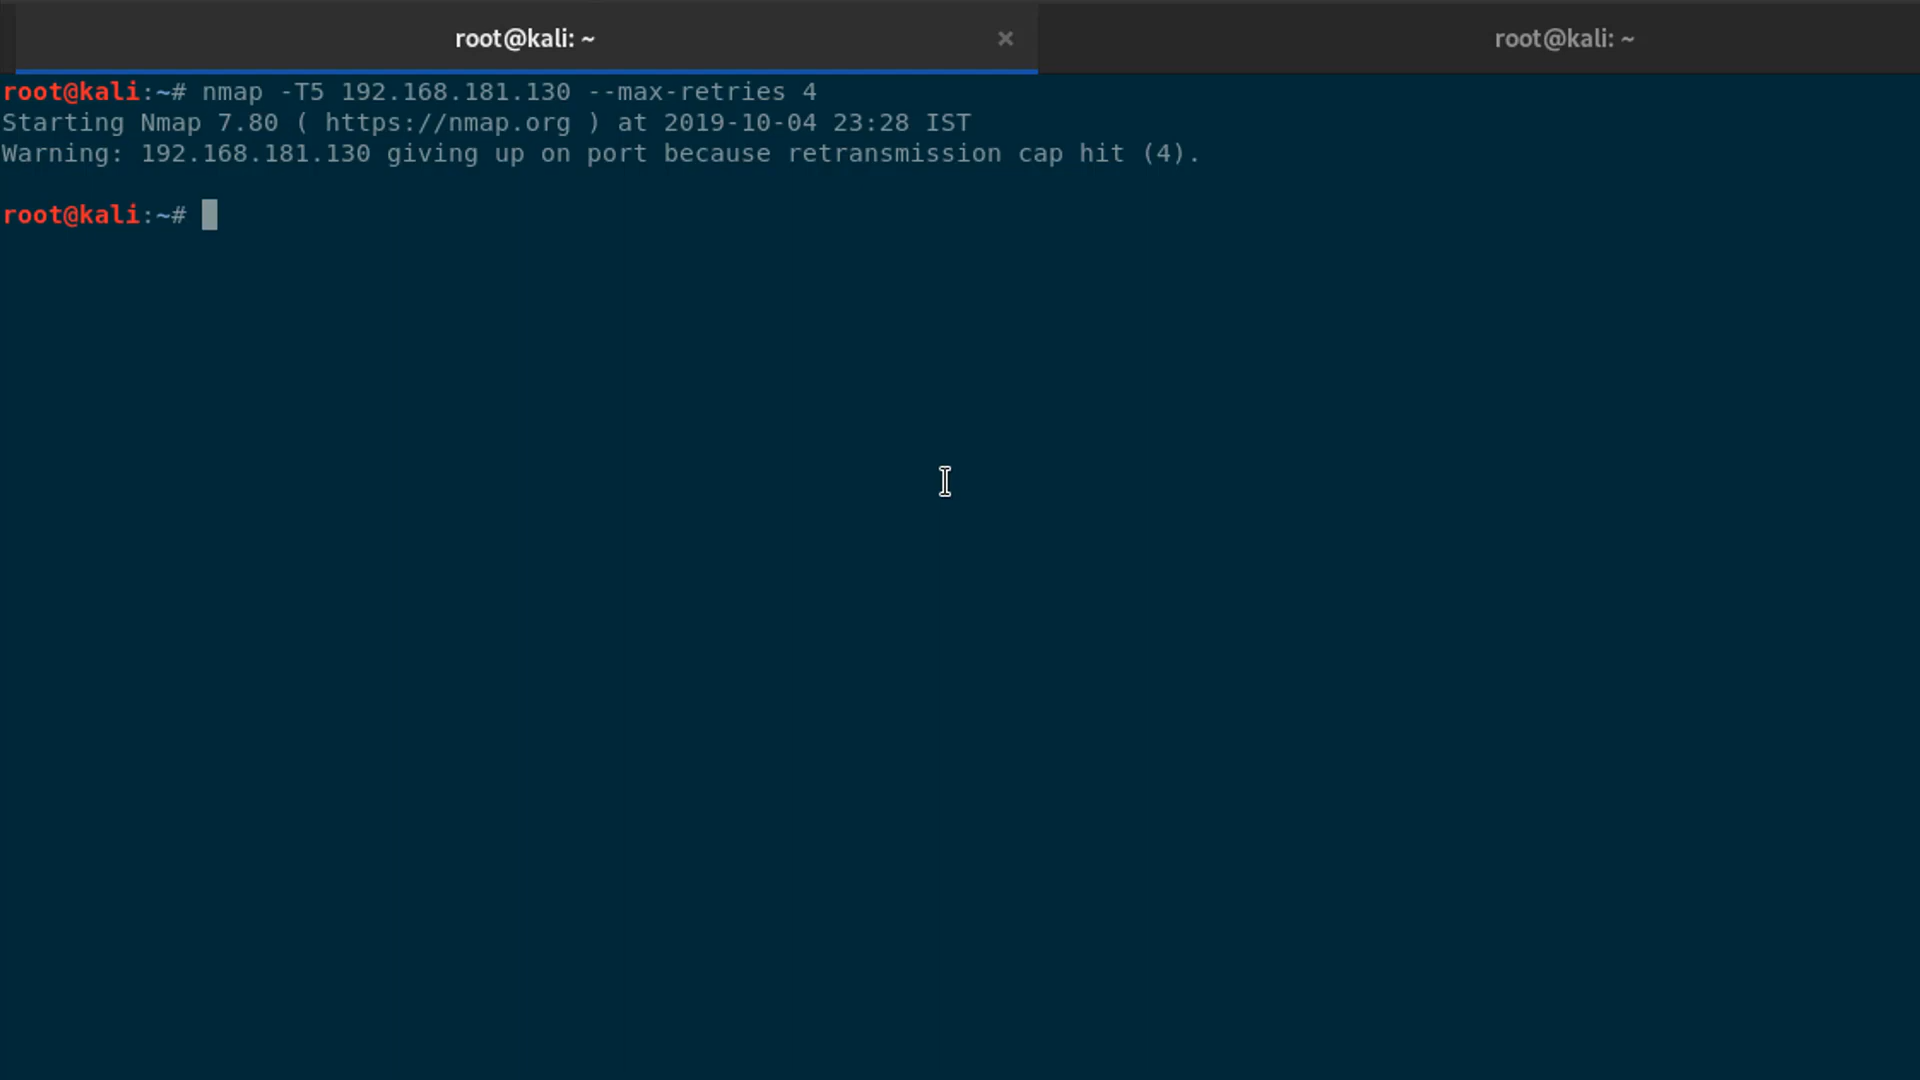 root@kali: ~ × root@kali: ~
root@kali:~# nmap -T5 192.168.181.130 --max-retries 4
Starting Nmap 7.80 ( https://nmap.org ) at 2019-10-04 23:28 IST
Warning: 192.168.181.130 giving up on port because retransmission cap hit (4).
root@kali:~#